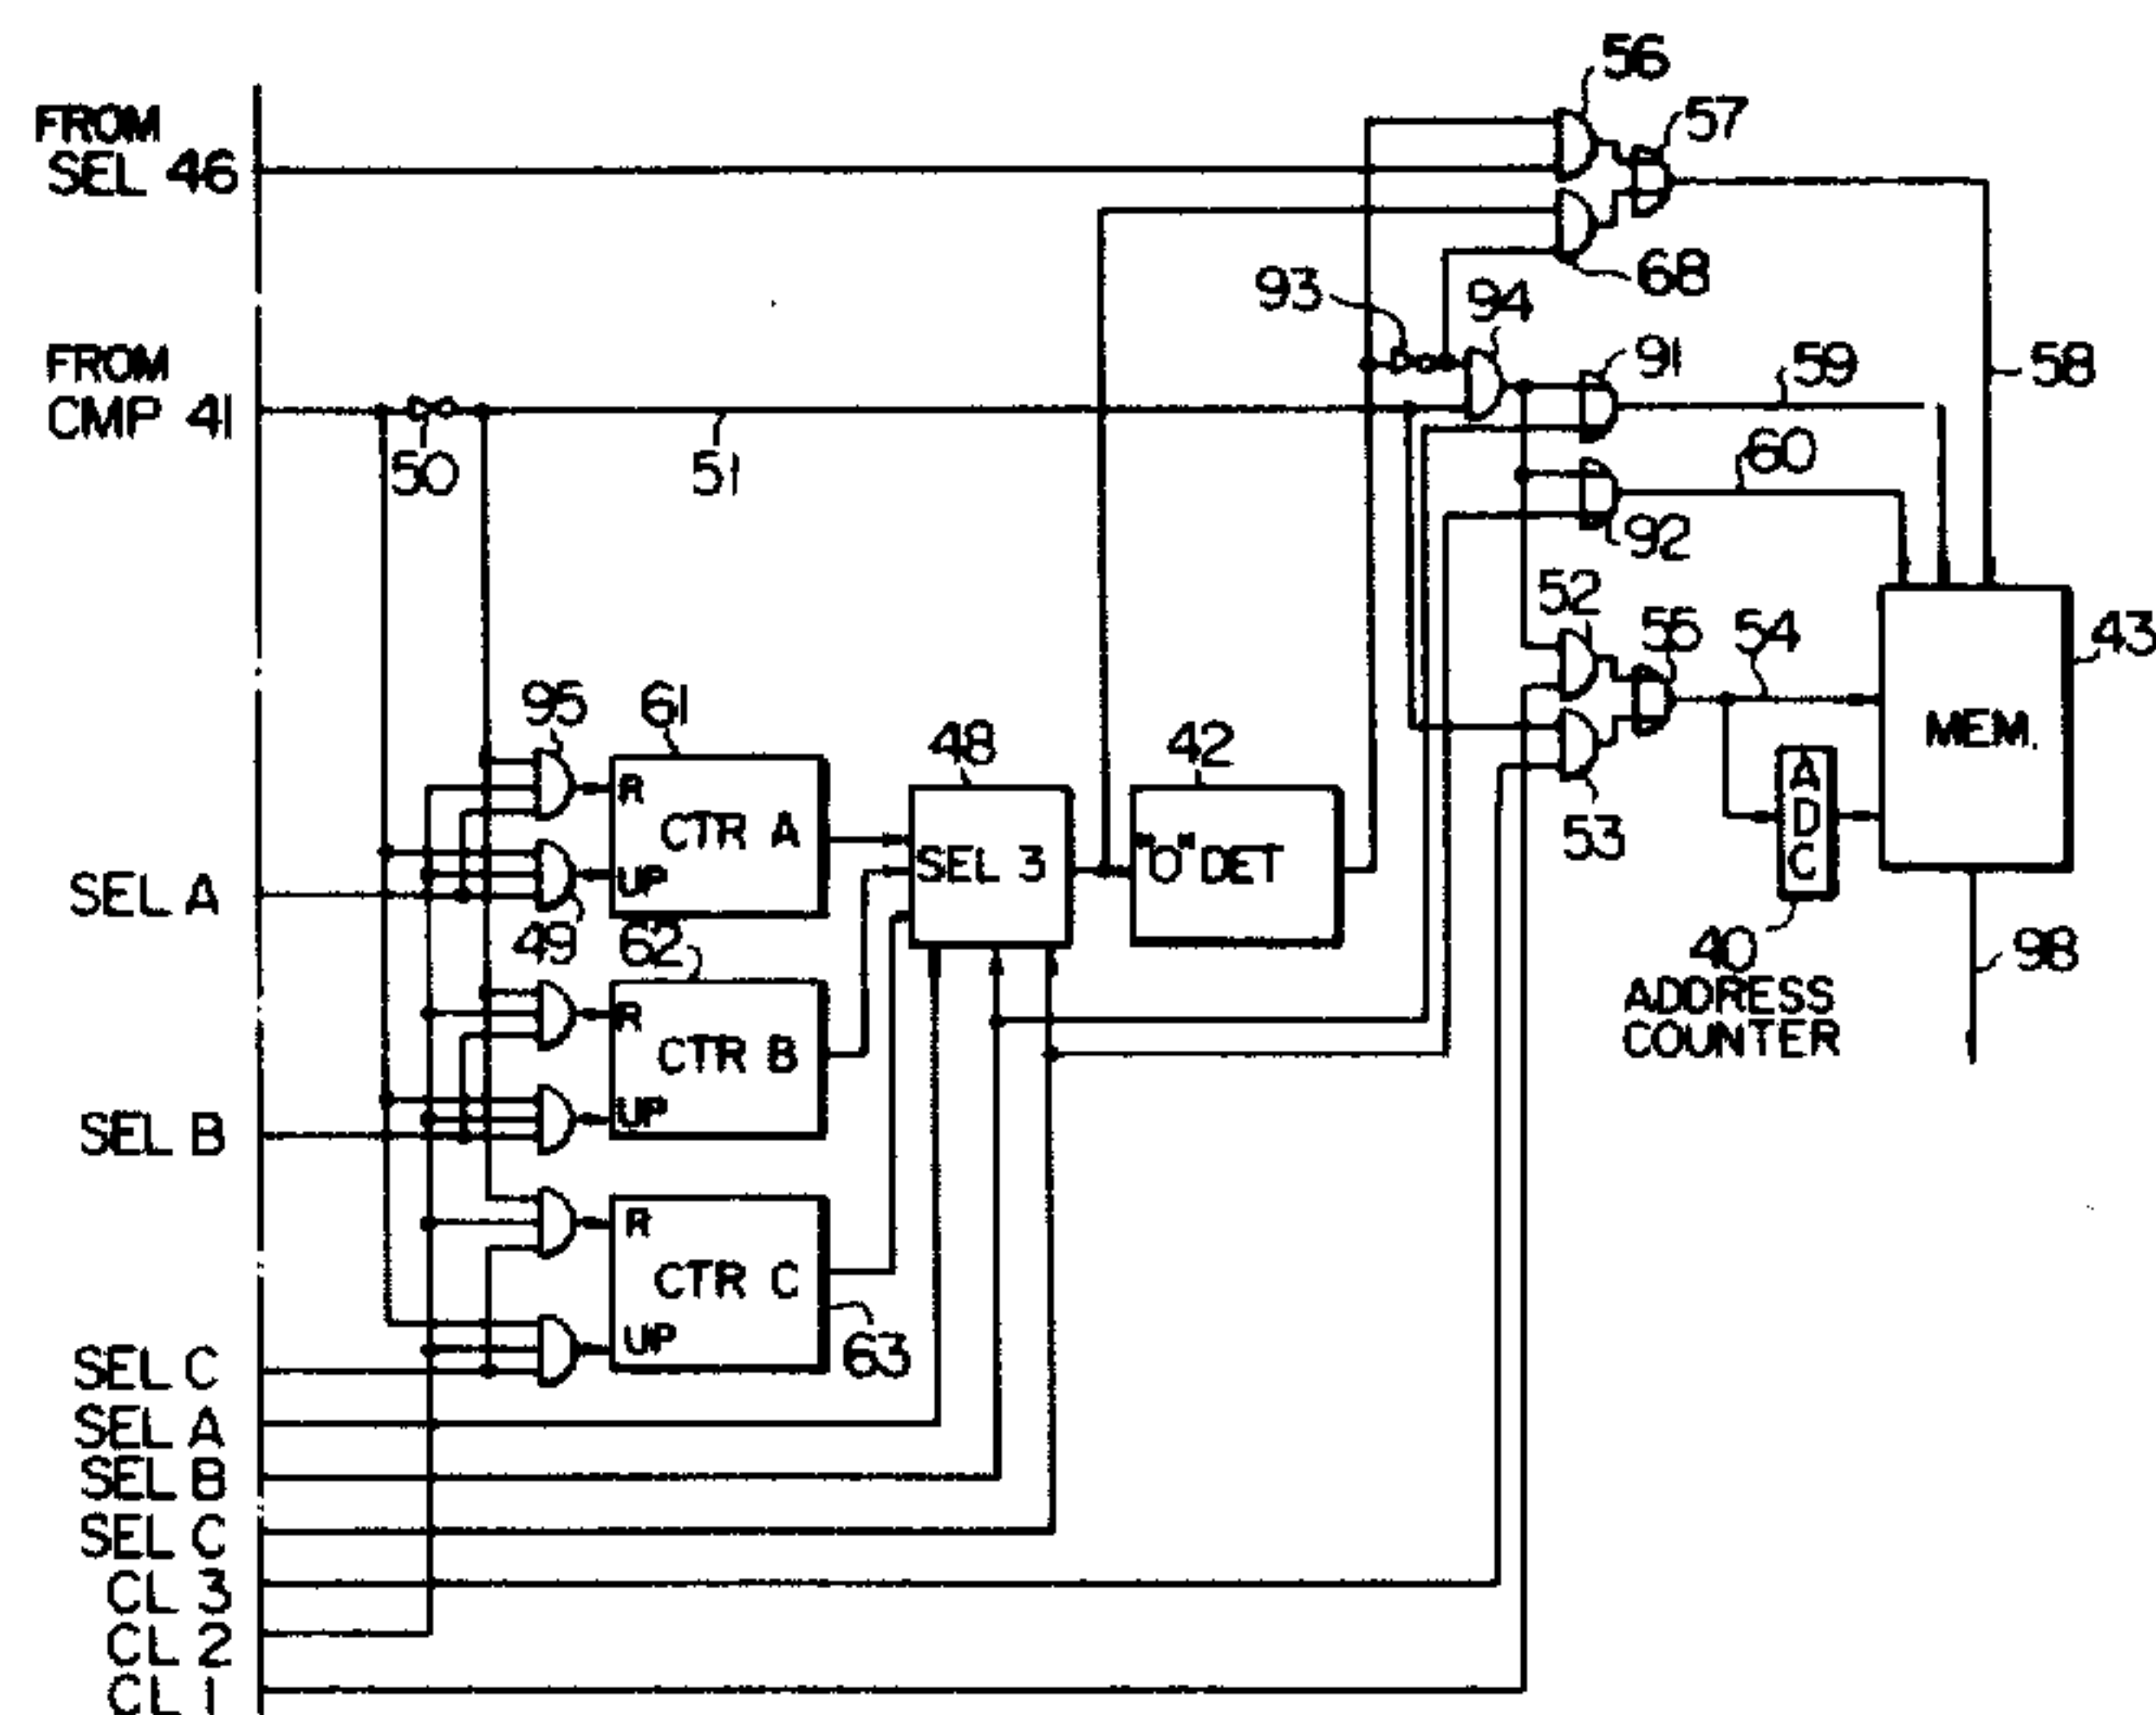 56
57
FROM
SEL 46
68
93
94
91
59
58
FROM
CMP 41
50
51
60
92
52
55
54
43
95
61
48
42
MEM.
R
CTR A
SEL 3
"O" DET
A
D
C
53
UP
SEL A
49
62
40
98
ADDRESS
COUNTER
R
CTR B
UP
SEL B
R
CTR C
UP
63
SEL C
SEL A
SEL B
SEL C
CL 3
CL 2
CL 1